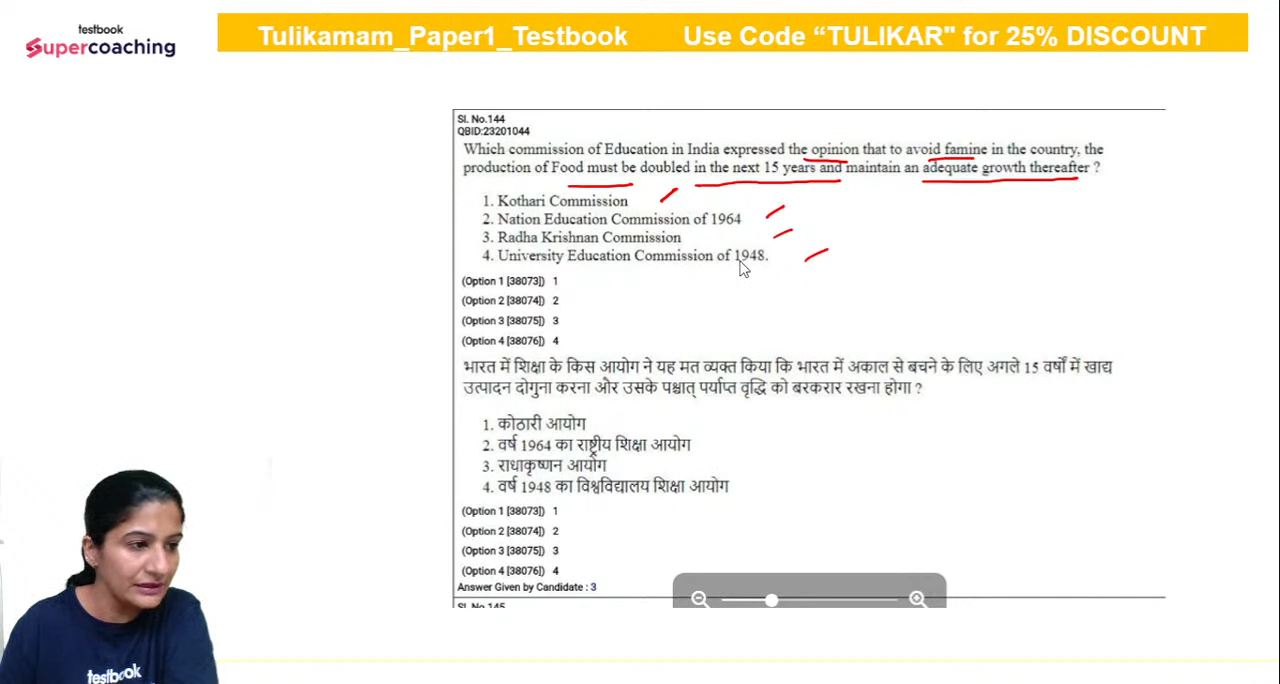 testbook
Supercoaching
Tulikamam_Paper1_Testbook Use Code “TULIKAR" for 25% DISCOUNT
Sl. No.144
QBID:23201044
Which commission of Education in India expressed the opinion that to avoid famine in the country, the
production of Food must be doubled in the next 15 years and maintain an adequate growth thereafter ?
1. Kothari Commission
2. Nation Education Commission of 1964
3. Radha Krishnan Commission
4. University Education Commission of 1948.
(Option 1 [38073]) 1
(Option 2 [38074]) 2
(Option 3 [38075]) 3
(Option 4 [38076]) 4
भारत में शिक्षा के किस आयोग ने यह मत व्यक्त किया कि भारत में अकाल से बचने के लिए अगले 15 वर्षों में खाद्य
उत्पादन दोगुना करना और उसके पश्चात् पर्याप्त वृद्धि को बरकरार रखना होगा ?
1. कोठारी आयोग
2. वर्ष 1964 का राष्ट्रीय शिक्षा आयोग
3. राधाकृष्णन आयोग
4. वर्ष 1948 का विश्वविद्यालय शिक्षा आयोग
(Option 1 [38073]) 1
(Option 2 [38074]) 2
(Option 3 [38075]) 3
(Option 4 [38076]) 4
Answer Given by Candidate : 3
Sl. No.145
testbook